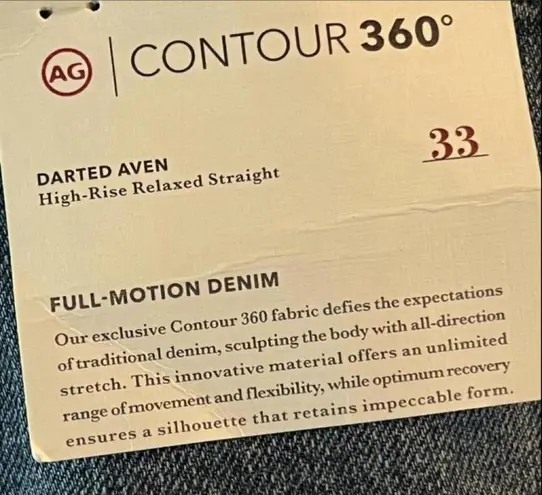 AG | CONTOUR 360°
33
DARTED AVEN
High-Rise Relaxed Straight
FULL-MOTION DENIM
Our exclusive Contour 360 fabric defies the expectations
of traditional denim, sculpting the body with all-direction
stretch. This innovative material offers an unlimited
range of movement and flexibility, while optimum recovery
ensures a silhouette that retains impeccable form.